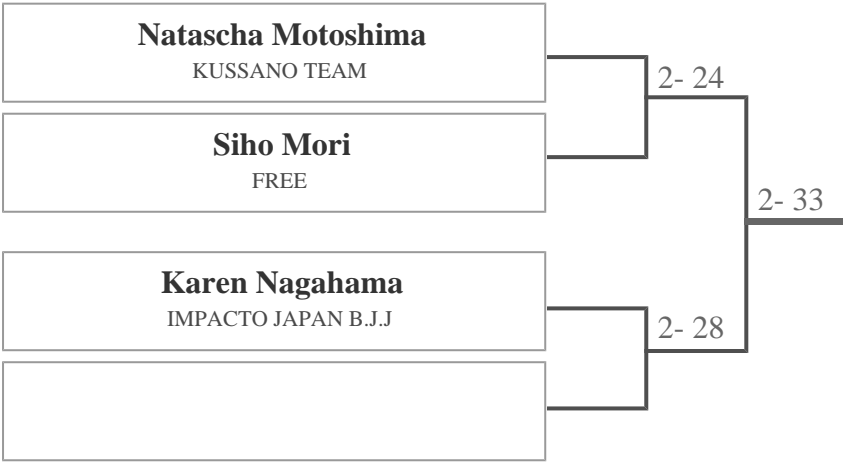 Natascha Motoshima
KUSSANO TEAM
2- 24
Siho Mori
FREE
2- 33
Karen Nagahama
IMPACTO JAPAN B.J.J
2- 28